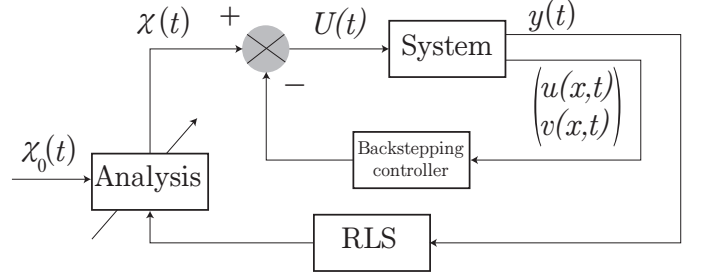 χ(t)
+
U(t)
System
y(t)
−
(u(x,t)
v(x,t))
χ₀(t)
Analysis
Backstepping
controller
RLS